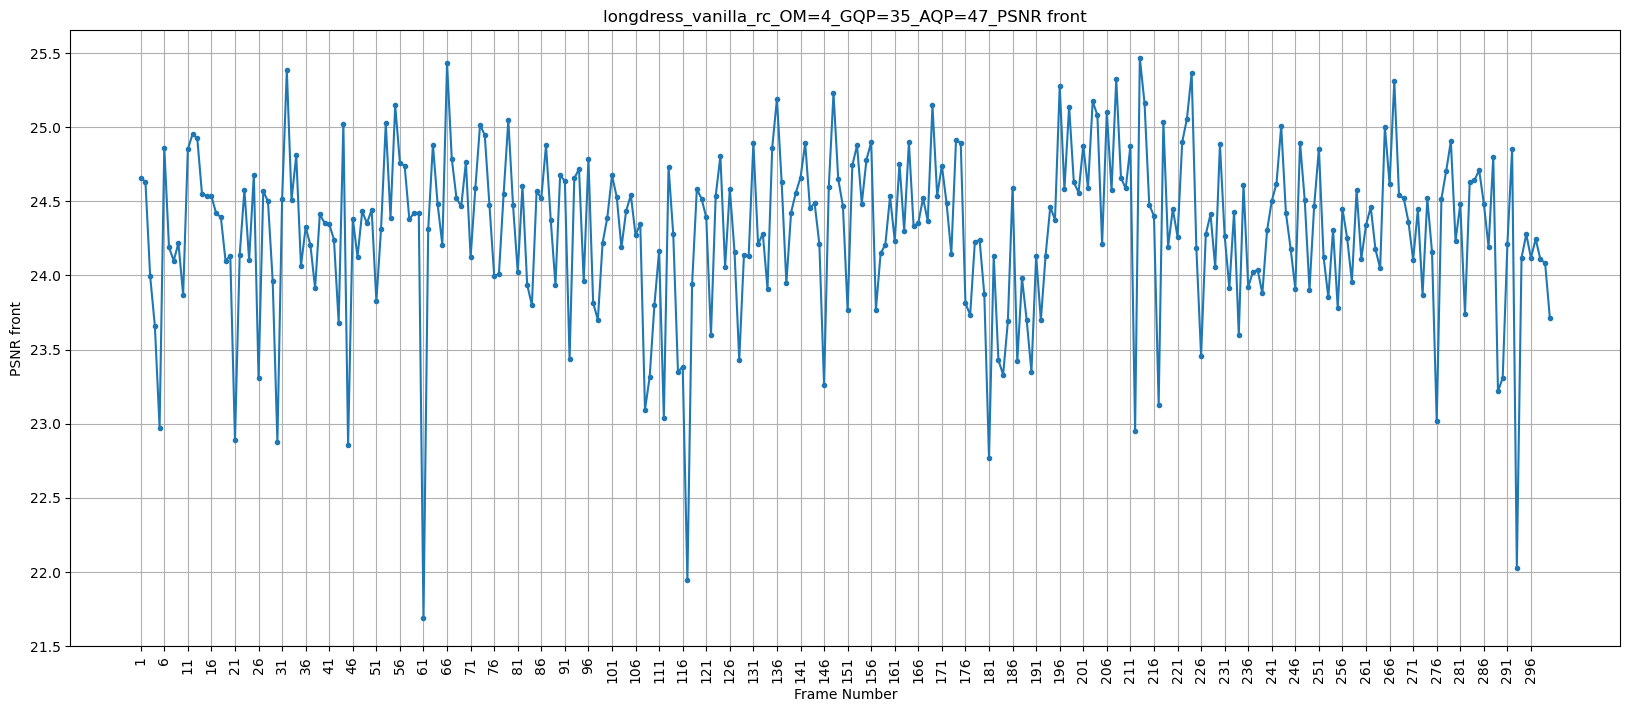 longdress_vanilla_rc_OM=4_GQP=35_AQP=47_PSNR front
25.5
25.0
24.5
24.0
23.5
23.0
22.5
22.0
21.5
PSNR front
1 6 11 16 21 26 31 36 41 46 51 56 61 66 71 76 81 86 91 96 101 106 111 116 121 126 131 136 141 146 151 156 161 166 171 176 181 186 191 196 201 206 211 216 221 226 231 236 241 246 251 256 261 266 271 276 281 286 291 296
Frame Number